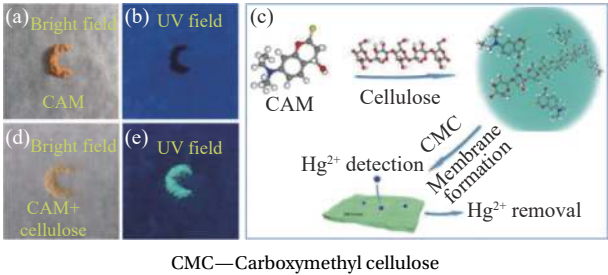 (a)
Bright field
CAM
(b)
UV field
(c)
CAM
Cellulose
CMC
Membrane
formation
Hg²⁺ detection
Hg²⁺ removal
(d)
Bright field
CAM+
cellulose
(e)
UV field
CMC—Carboxymethyl cellulose